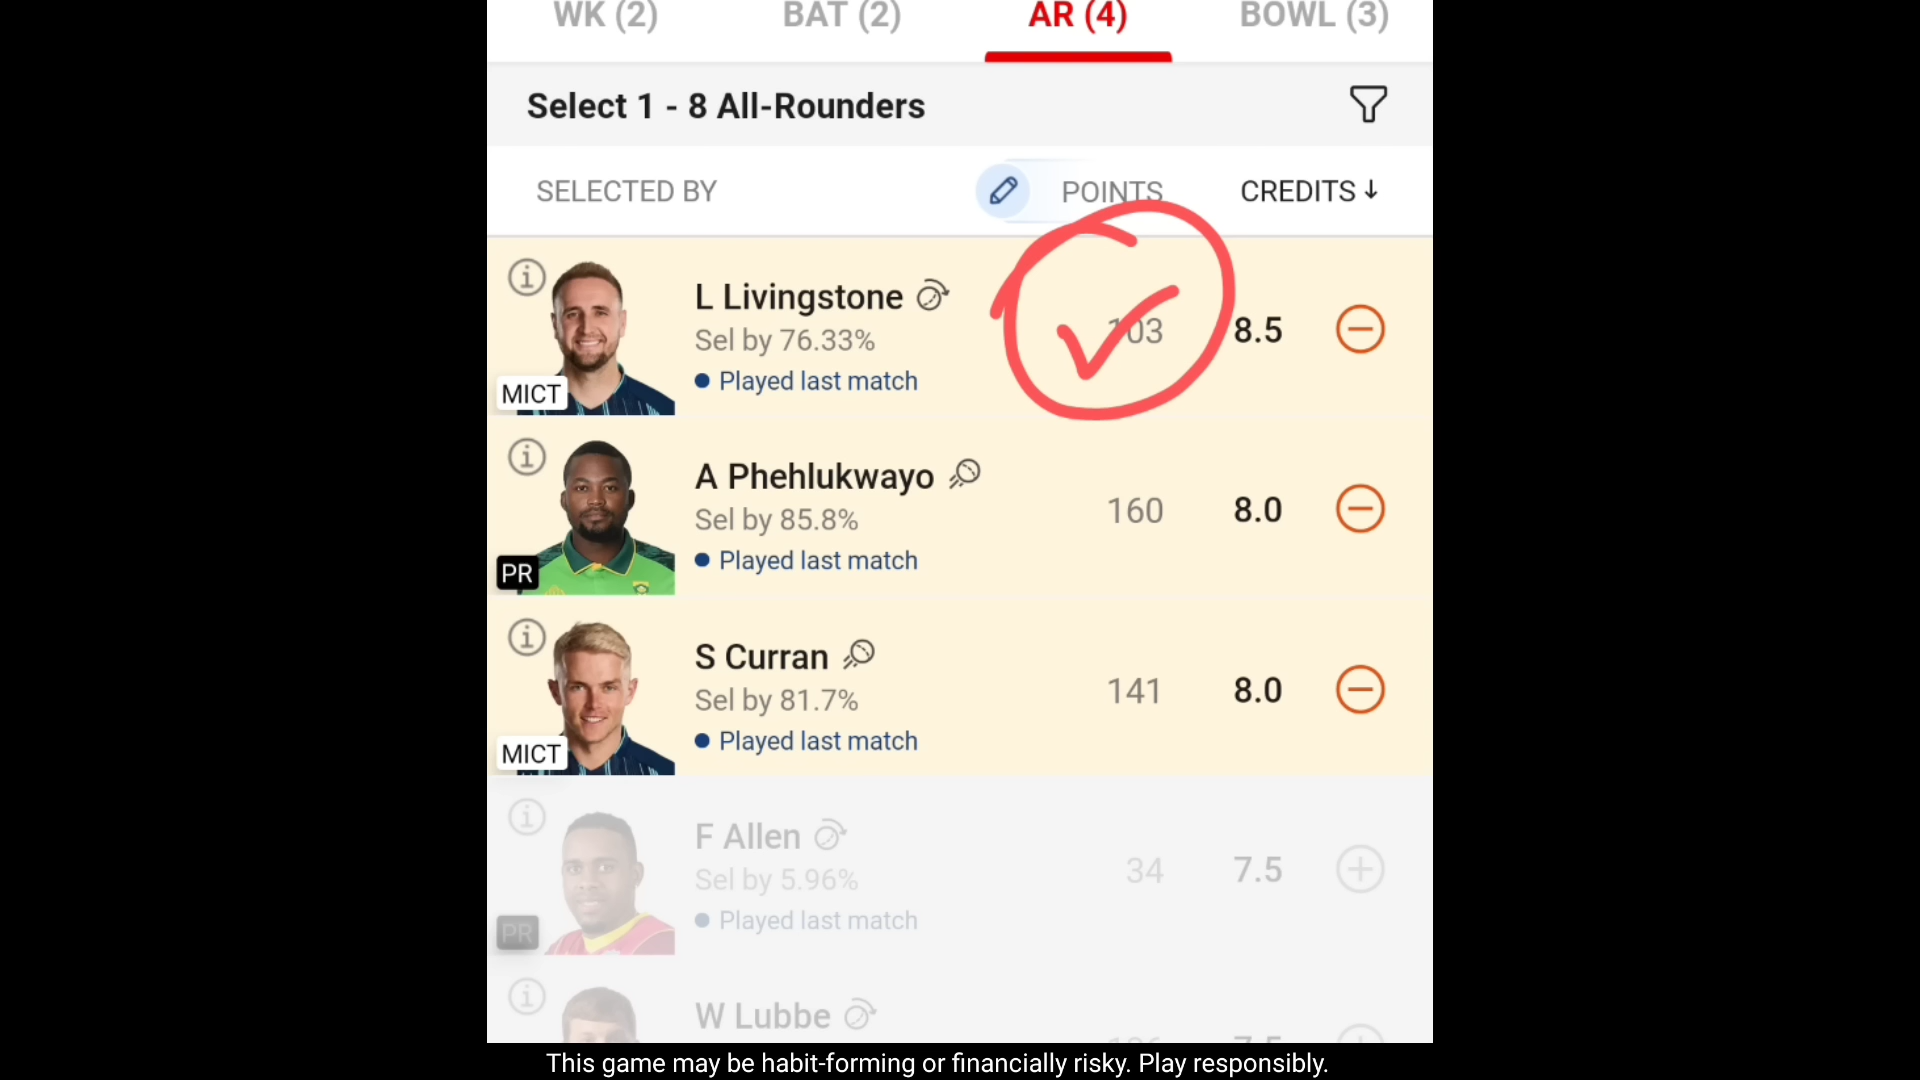 WK (2) BAT (2) AR (4) BOWL (3)
Select 1 - 8 All-Rounders
SELECTED BY POINTS CREDITS↓
L Livingstone
Sel by 76.33% 103 8.5
Played last match
MICT
A Phehlukwayo
Sel by 85.8% 160 8.0
Played last match
PR
S Curran
Sel by 81.7% 141 8.0
Played last match
MICT
F Allen
Sel by 5.96% 34 7.5
Played last match
PR
W Lubbe
This game may be habit-forming or financially risky. Play responsibly.